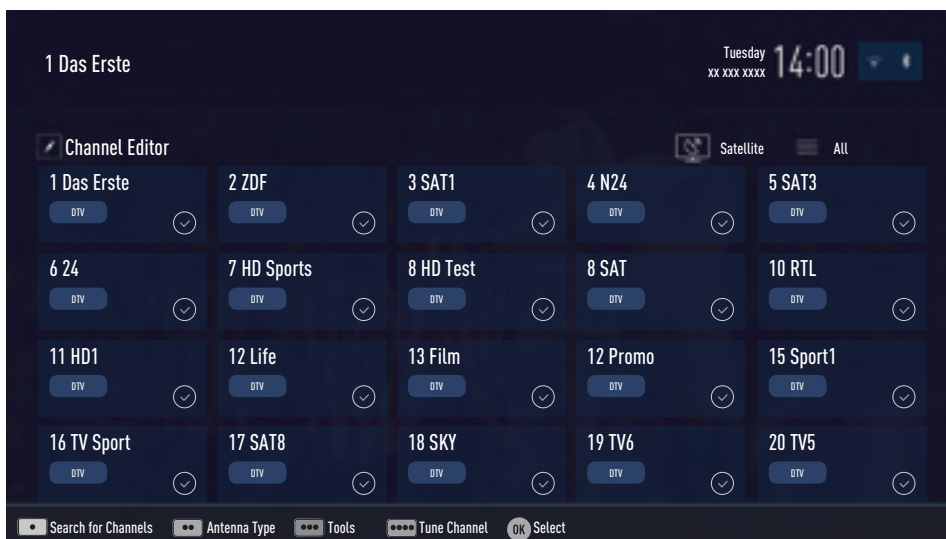 1 Das Erste
Tuesday
xx xxx xxxx
14:00
Channel Editor
Satellite
All
1 Das Erste
DTV
2 ZDF
DTV
3 SAT1
DTV
4 N24
DTV
5 SAT3
DTV
6 24
DTV
7 HD Sports
DTV
8 HD Test
DTV
8 SAT
DTV
10 RTL
DTV
11 HD1
DTV
12 Life
DTV
13 Film
DTV
12 Promo
DTV
15 Sport1
DTV
16 TV Sport
DTV
17 SAT8
DTV
18 SKY
DTV
19 TV6
DTV
20 TV5
DTV
Search for Channels
Antenna Type
Tools
Tune Channel
OK Select